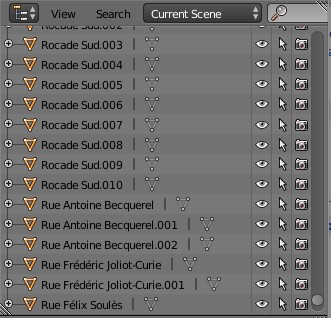 View Search Current Scene
Rocade Sud.002
Rocade Sud.003
Rocade Sud.004
Rocade Sud.005
Rocade Sud.006
Rocade Sud.007
Rocade Sud.008
Rocade Sud.009
Rocade Sud.010
Rue Antoine Becquerel
Rue Antoine Becquerel.001
Rue Antoine Becquerel.002
Rue Frédéric Joliot-Curie
Rue Frédéric Joliot-Curie.001
Rue Félix Soulès